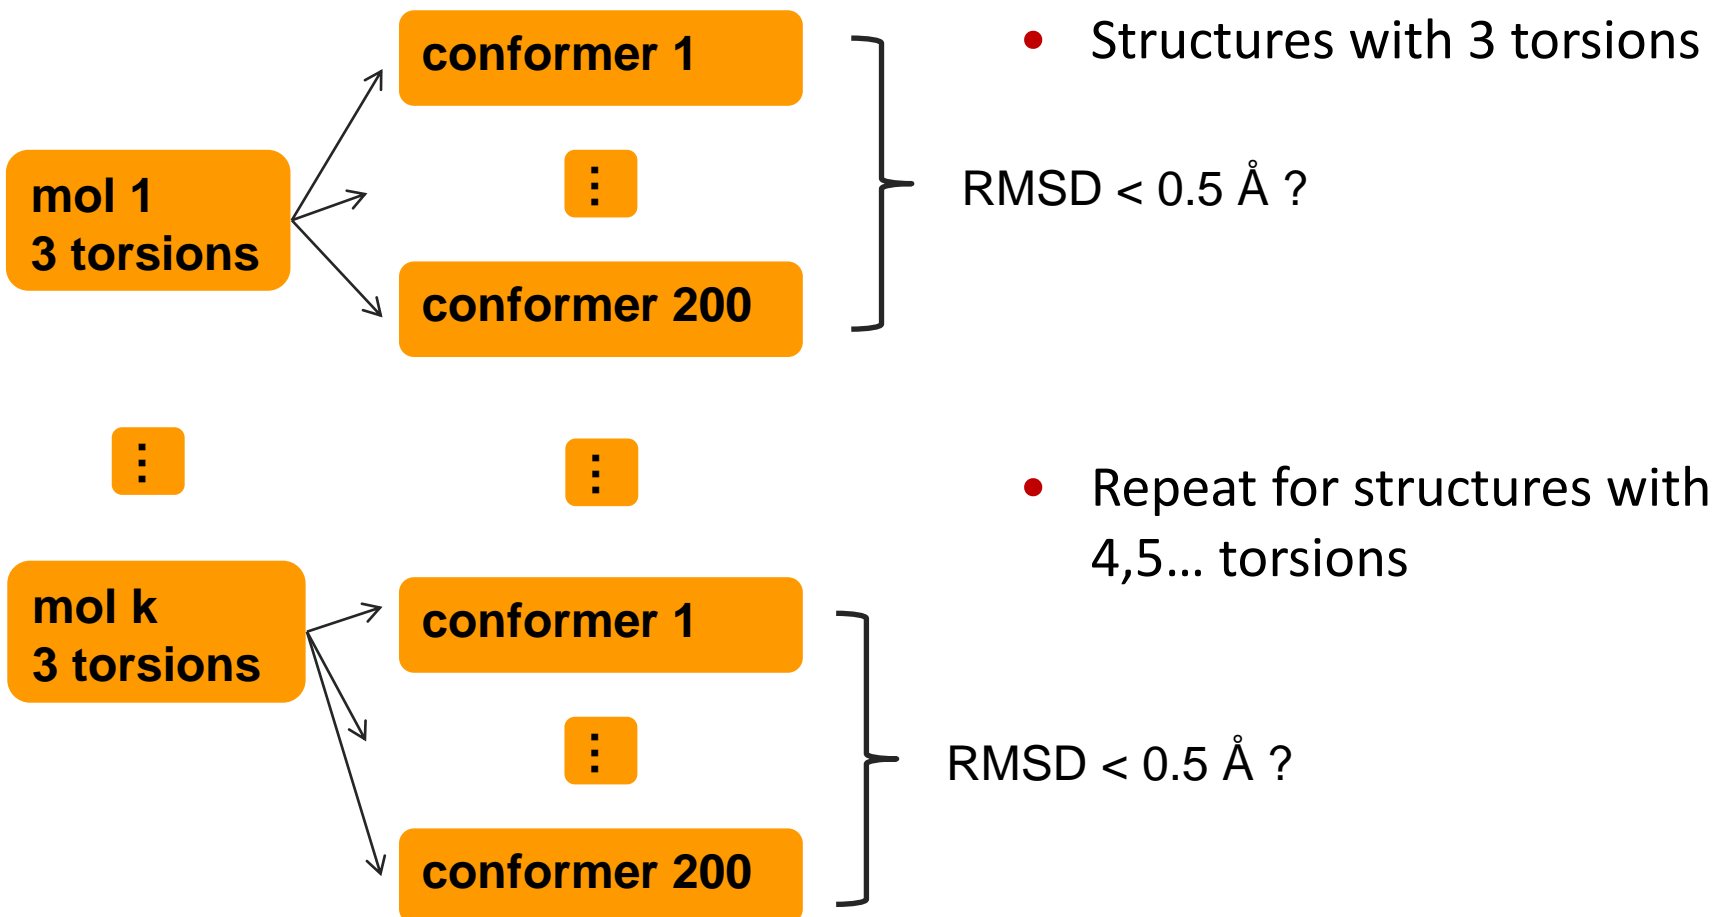 conformer 1
• Structures with 3 torsions
mol 1
3 torsions
⋮
RMSD < 0.5 Å ?
conformer 200
⋮
⋮
• Repeat for structures with
4,5... torsions
mol k
3 torsions
conformer 1
⋮
RMSD < 0.5 Å ?
conformer 200